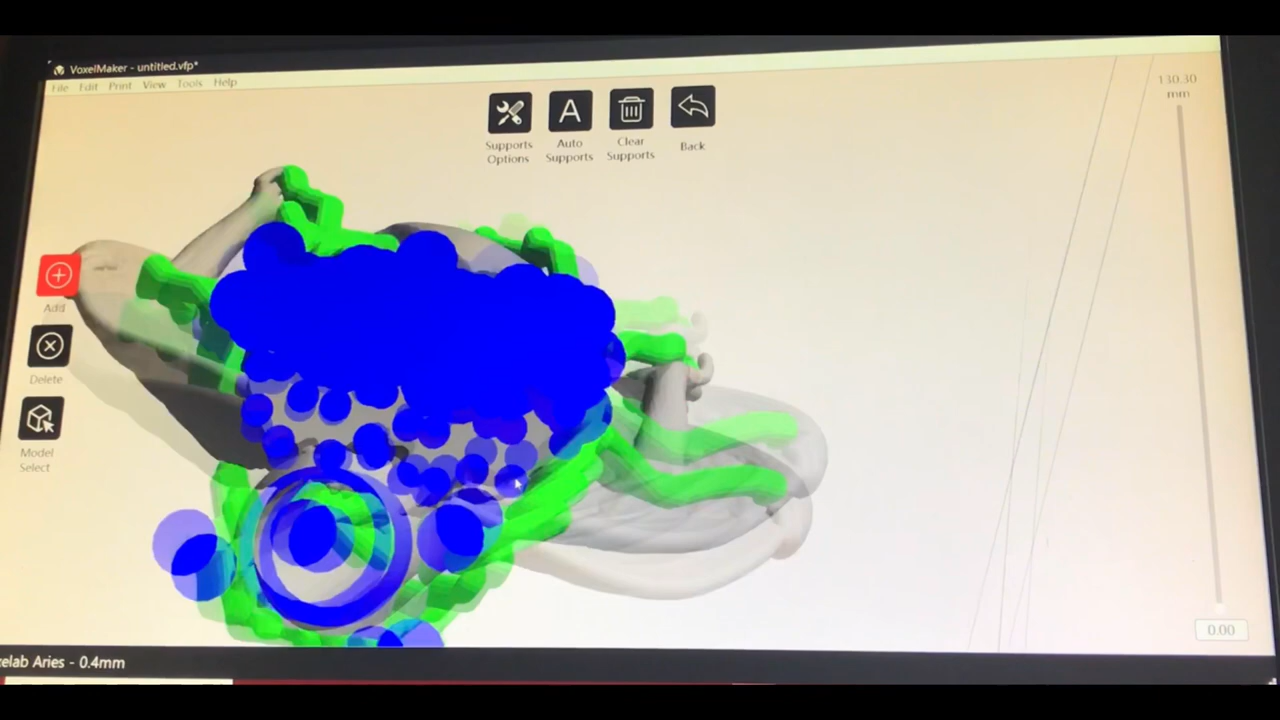 VoxelMaker - untitled.vfp*
File Edit Print View Tools Help
130.30
mm
A
Supports
Options
Auto
Supports
Clear
Supports
Back
Add
Delete
Model
Select
0.00
elab Aries - 0.4mm